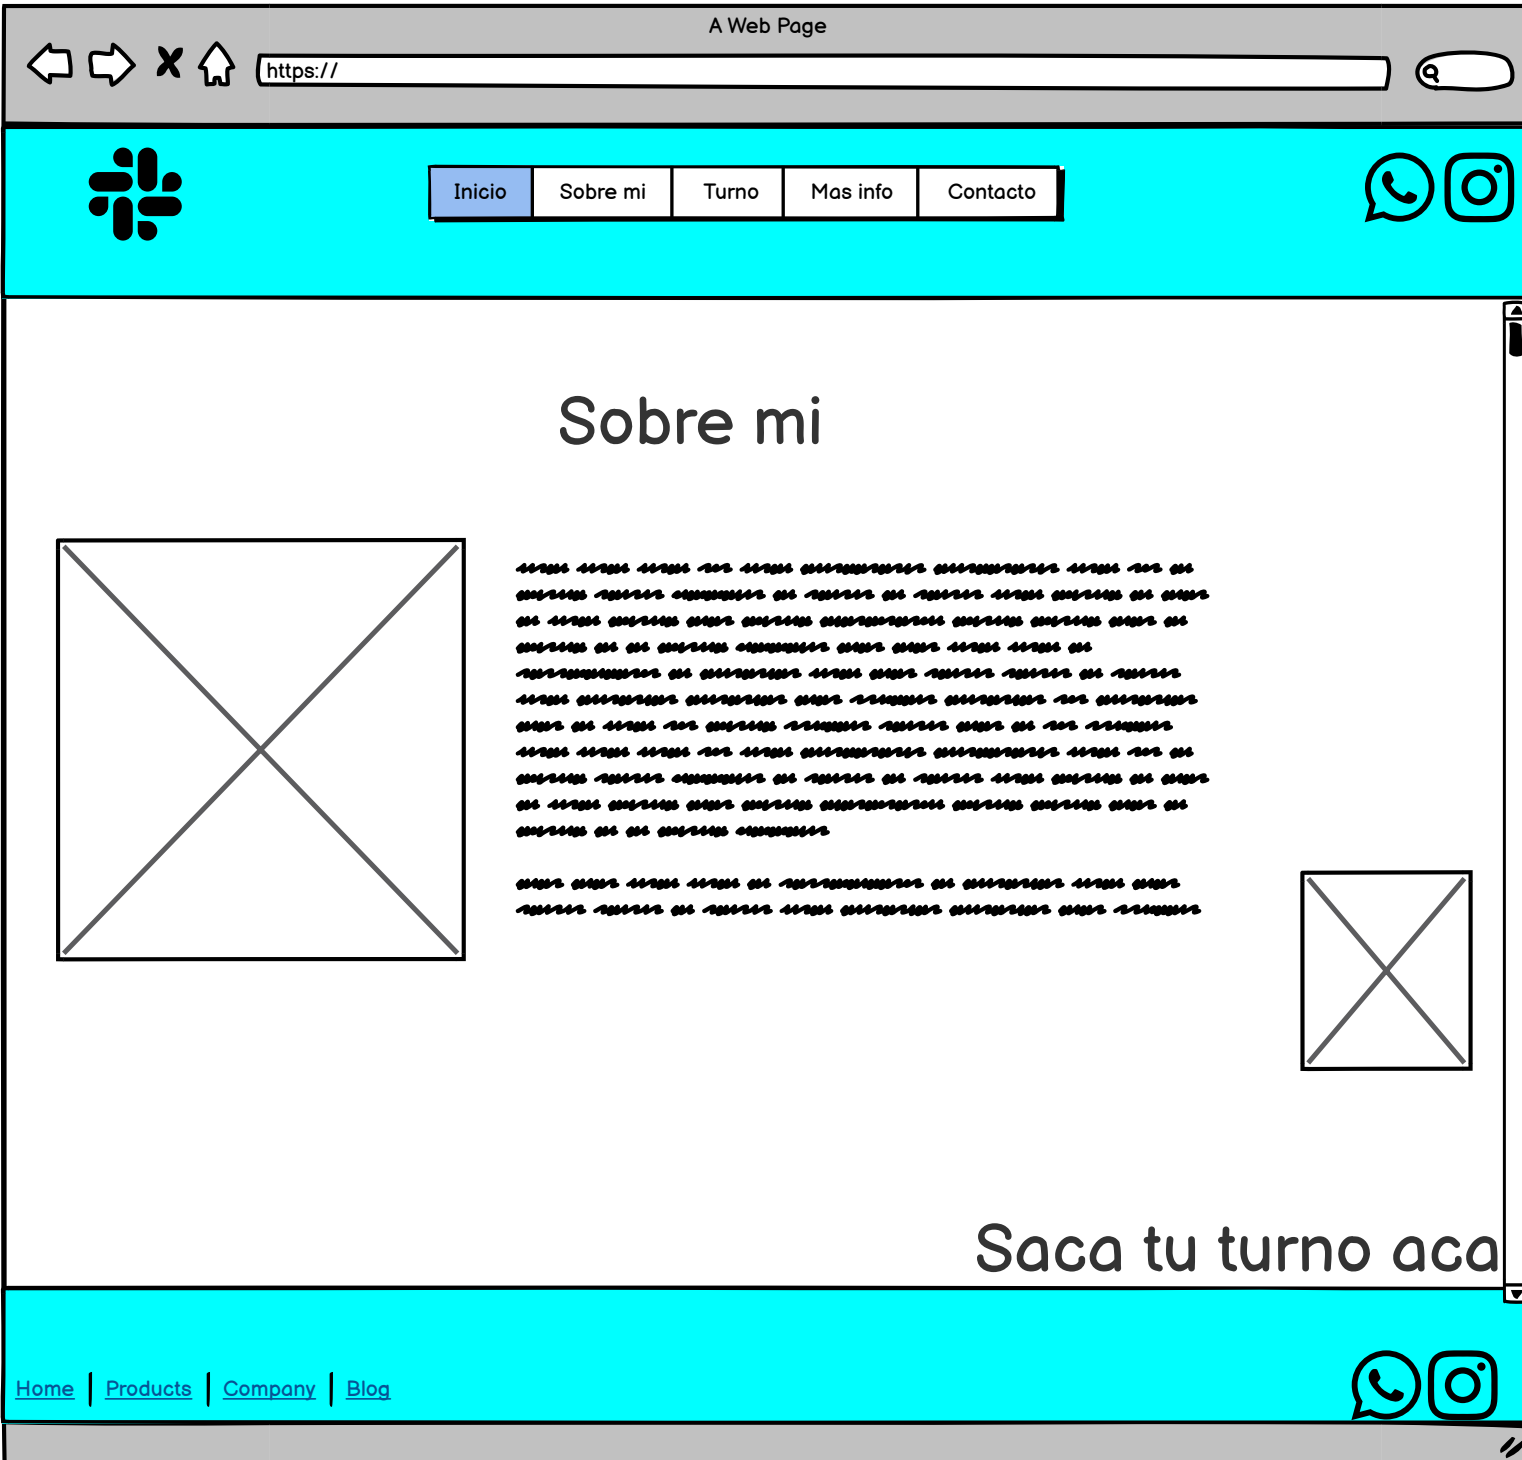 A Web Page
https://
Inicio Sobre mi Turno Mas info Contacto
Sobre mi
Saca tu turno aca
Home Products Company Blog